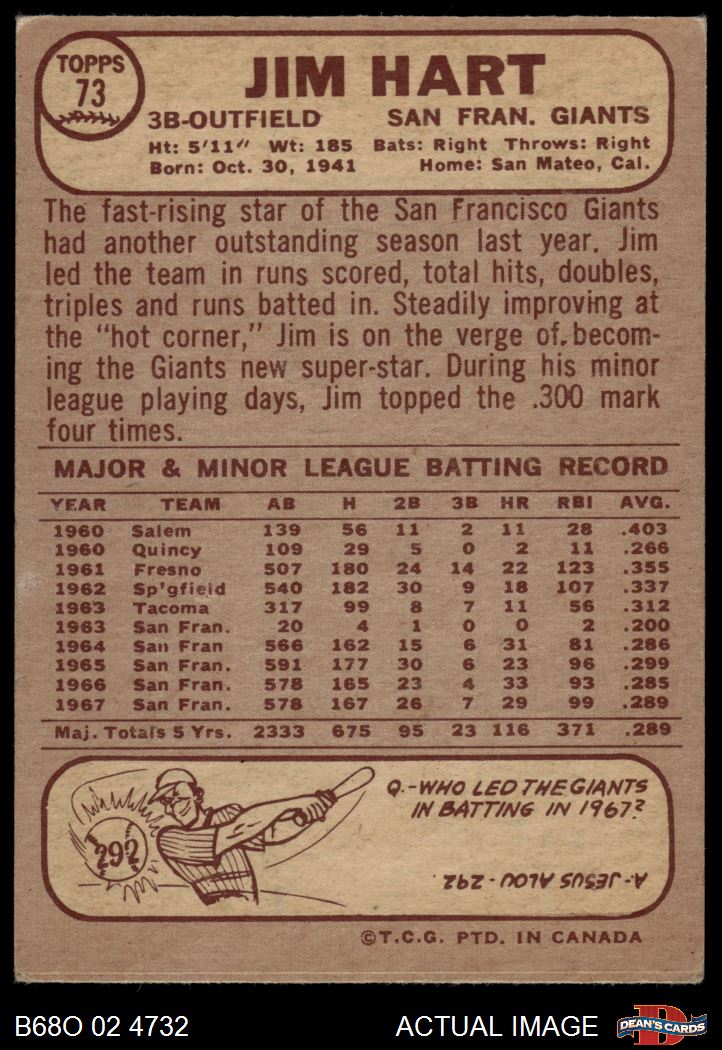 TOPPS
73
JIM HART
3B-OUTFIELD SAN FRAN. GIANTS
Ht: 5'11" Wt: 185 Bats: Right Throws: Right
Born: Oct. 30, 1941 Home: San Mateo, Cal.
The fast-rising star of the San Francisco Giants
had another outstanding season last year. Jim
led the team in runs scored, total hits, doubles,
triples and runs batted in. Steadily improving at
the "hot corner," Jim is on the verge of becom-
ing the Giants new super-star. During his minor
league playing days, Jim topped the .300 mark
four times.
MAJOR & MINOR LEAGUE BATTING RECORD
YEAR TEAM AB H 2B 3B HR RBI AVG.
1960 Salem 139 56 11 2 11 28 .403
1960 Quincy 109 29 5 0 2 11 .266
1961 Fresno 507 180 24 14 22 123 .355
1962 Sp'gfield 540 182 30 9 18 107 .337
1963 Tacoma 317 99 8 7 11 56 .312
1963 San Fran. 20 4 1 0 0 2 .200
1964 San Fran 566 162 15 6 31 81 .286
1965 San Fran. 591 177 30 6 23 96 .299
1966 San Fran. 578 165 23 4 33 93 .285
1967 San Fran. 578 167 26 7 29 99 .289
Maj. Totals 5 Yrs. 2333 675 95 23 116 371 .289
Q.-WHO LED THE GIANTS
IN BATTING IN 1967?
292
A-JESUS ALOU-292
©T.C.G. PTD. IN CANADA
B68O 02 4732 ACTUAL IMAGE
D
DEAN'S CARDS